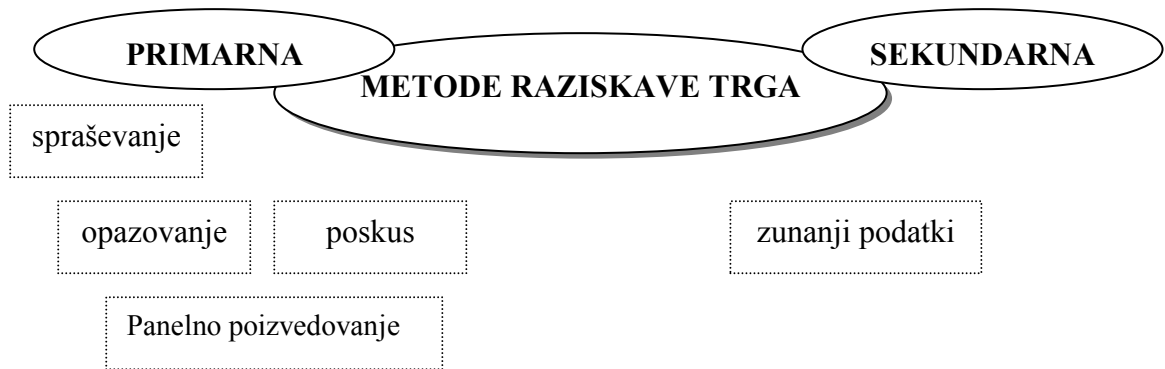 PRIMARNA
SEKUNDARNA
METODE RAZISKAVE TRGA
spraševanje
opazovanje
poskus
zunanji podatki
Panelno poizvedovanje